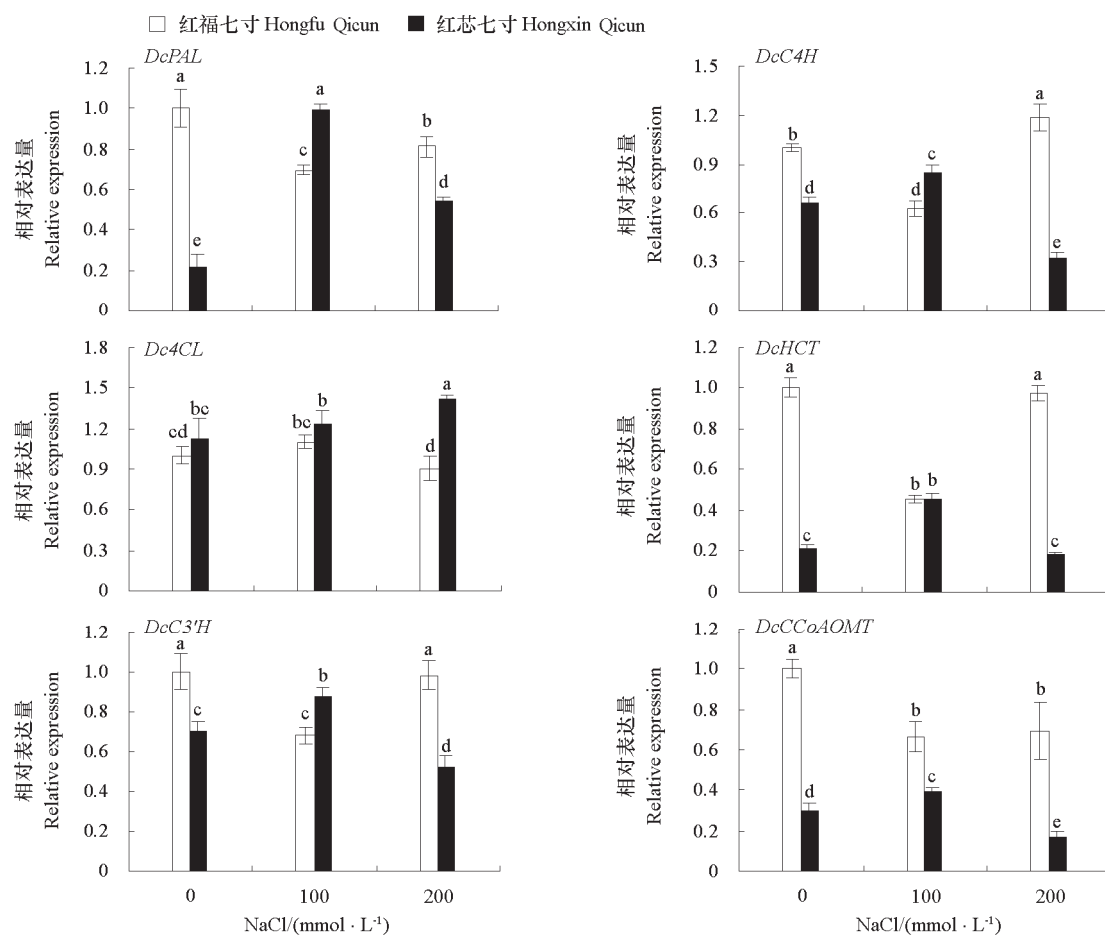 红福七寸 Hongfu Qicun 红芯七寸 Hongxin Qicun
DcPAL
相对表达量
Relative expression
1.2
1.0
0.8
0.6
0.4
0.2
0
a
e
c
a
b
d
DcC4H
相对表达量
Relative expression
1.5
1.2
0.9
0.6
0.3
0
b
d
d
c
a
e
Dc4CL
相对表达量
Relative expression
1.8
1.5
1.2
0.9
0.6
0.3
0
cd
bc
bc
b
d
a
DcHCT
相对表达量
Relative expression
1.2
1.0
0.8
0.6
0.4
0.2
0
a
c
b
b
a
c
DcC3'H
相对表达量
Relative expression
1.2
1.0
0.8
0.6
0.4
0.2
0
a
c
c
b
a
d
0 100 200
NaCl/(mmol · L-1)
DcCCoAOMT
相对表达量
Relative expression
1.2
1.0
0.8
0.6
0.4
0.2
0
a
d
b
c
b
e
0 100 200
NaCl/(mmol · L-1)